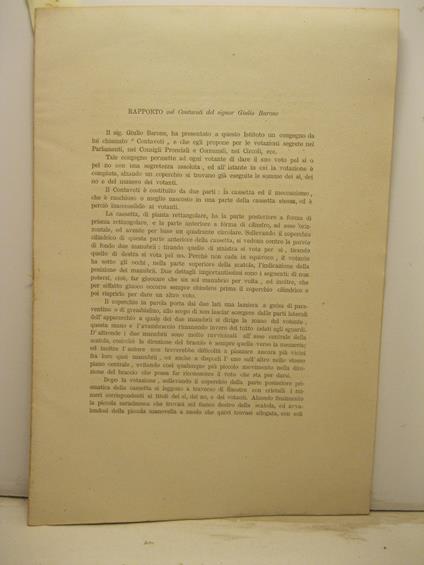 RAPPORTO sul Contavoti del signor Giulio Barone
Il sig. Giulio Barone, ha presentato a questo Istituto un congegno da
lui chiamato " Contavoti „ e che egli propone per le votazioni segrete nei
Parlamenti, nei Consigli Pronciali e Comunali, nei Circoli, ecc.
Tale congegno permette ad ogni votante di dare il suo voto pel sì o
pel no con una segretezza assoluta, ed all'istante in cui la votazione è
completa, alzando un coperchio si trovano già eseguite le somme dei sì, dei
no e del numero dei votanti.
Il Contavoti è costituito da due parti: la cassetta ed il meccanismo,
che è racchiuso o meglio nascosto in una parte della cassetta stessa, ed è
perciò inaccessibile ai votanti.
La cassetta, di pianta rettangolare, ha la parte posteriore a forma di
prisma rettangolare, e la parte anteriore a forma di cilindro, ad asse oriz-
zontale, ed avente per base un quadrante circolare. Sollevando il coperchio
cilindrico di questa parte anteriore della cassetta, si vedono contro la parete
di fondo due manubri: tirando quello di sinistra si vota per sì, tirando
quello di destra si vota pel no. Perchè non cada in equivoco, il votante
ha sotto gli occhi, nella parte superiore della scatola, l'indicazione della
posizione dei manubri. Due dettagli importantissimi sono i seguenti: di non
potersi, cioè, far giuocare che un sol manubrio per volta, ed inoltre, che
per siffatto giuoco occorre sempre chiudere prima il coperchio cilindrico e
poi riaprirlo per dare un altro voto.
Il coperchio in parola porta dai due lati una lamiera a guisa di para-
ventino o di grembialino, allo scopo di non lasciar scorgere dalle parti laterali
dell'apparecchio a quale dei due manubri si dirige la mano del votante,
questa mano e l'avambraccio rimanendo invero del tutto celati agli sguardi.
D'altronde i due manubri sono molto ravvicinati all'asse centrale della
scatola, cosicchè la direzione del braccio è sempre quella verso la mezzeria;
ed inoltre l'autore non troverebbe difficoltà a piazzare ancora più vicini
fra loro quei manubri, od anche a disporli l'uno sull'altro nello stesso
piano centrale, evitando così qualunque più piccolo movimento nella dire-
zione del braccio che possa far riconoscere il voto che sta per darsi.
Dopo la votazione, sollevando il coperchio della parte posteriore pri-
smatica della cassetta si leggono a traverso di finestre con cristalli i nu-
meri corrispondenti ai titoli dei sì, dei no, e dei votanti. Alzando finalmente
la piccola saracinesca che trovasi sul fianco destro della scatola, ed avva-
lendosi della piccola manovella a snodo che quivi trovasi allogata, con soli